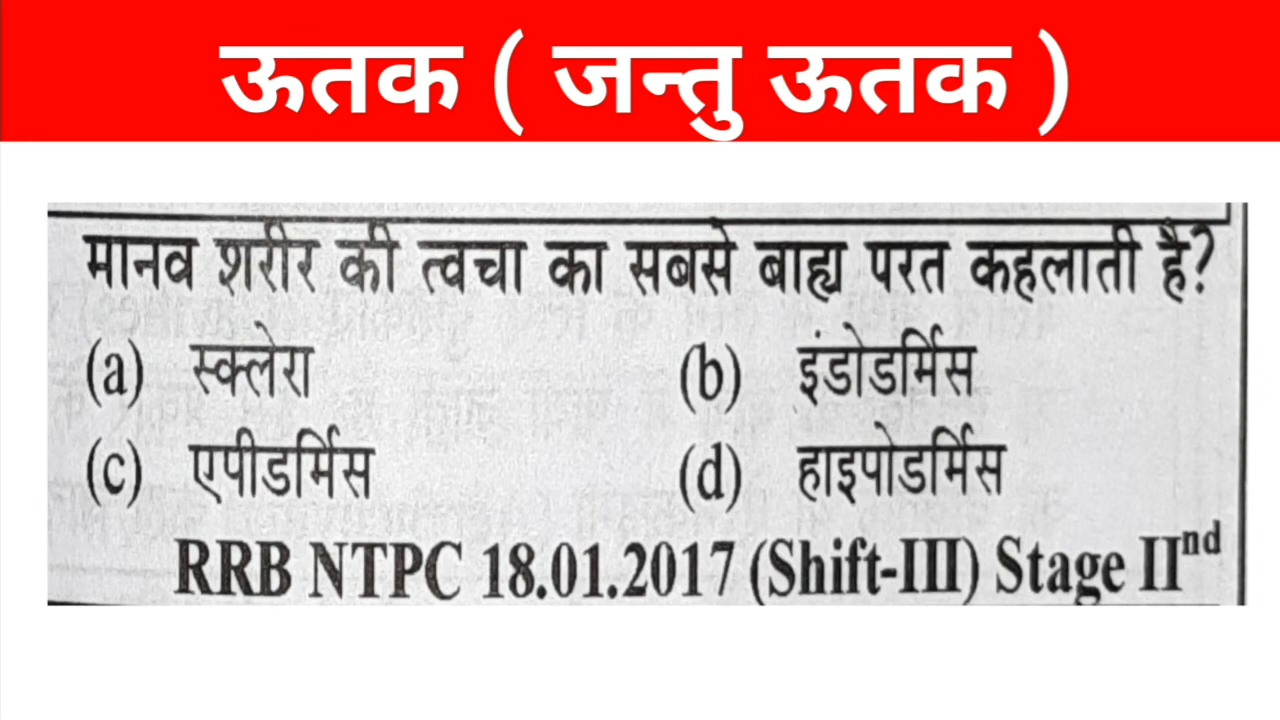 ऊतक ( जन्तु ऊतक )
मानव शरीर की त्वचा का सबसे बाह्य परत कहलाती है?
(a) स्क्लेरा (b) इंडोडर्मिस
(c) एपीडर्मिस (d) हाइपोडर्मिस
RRB NTPC 18.01.2017 (Shift-III) Stage IInd